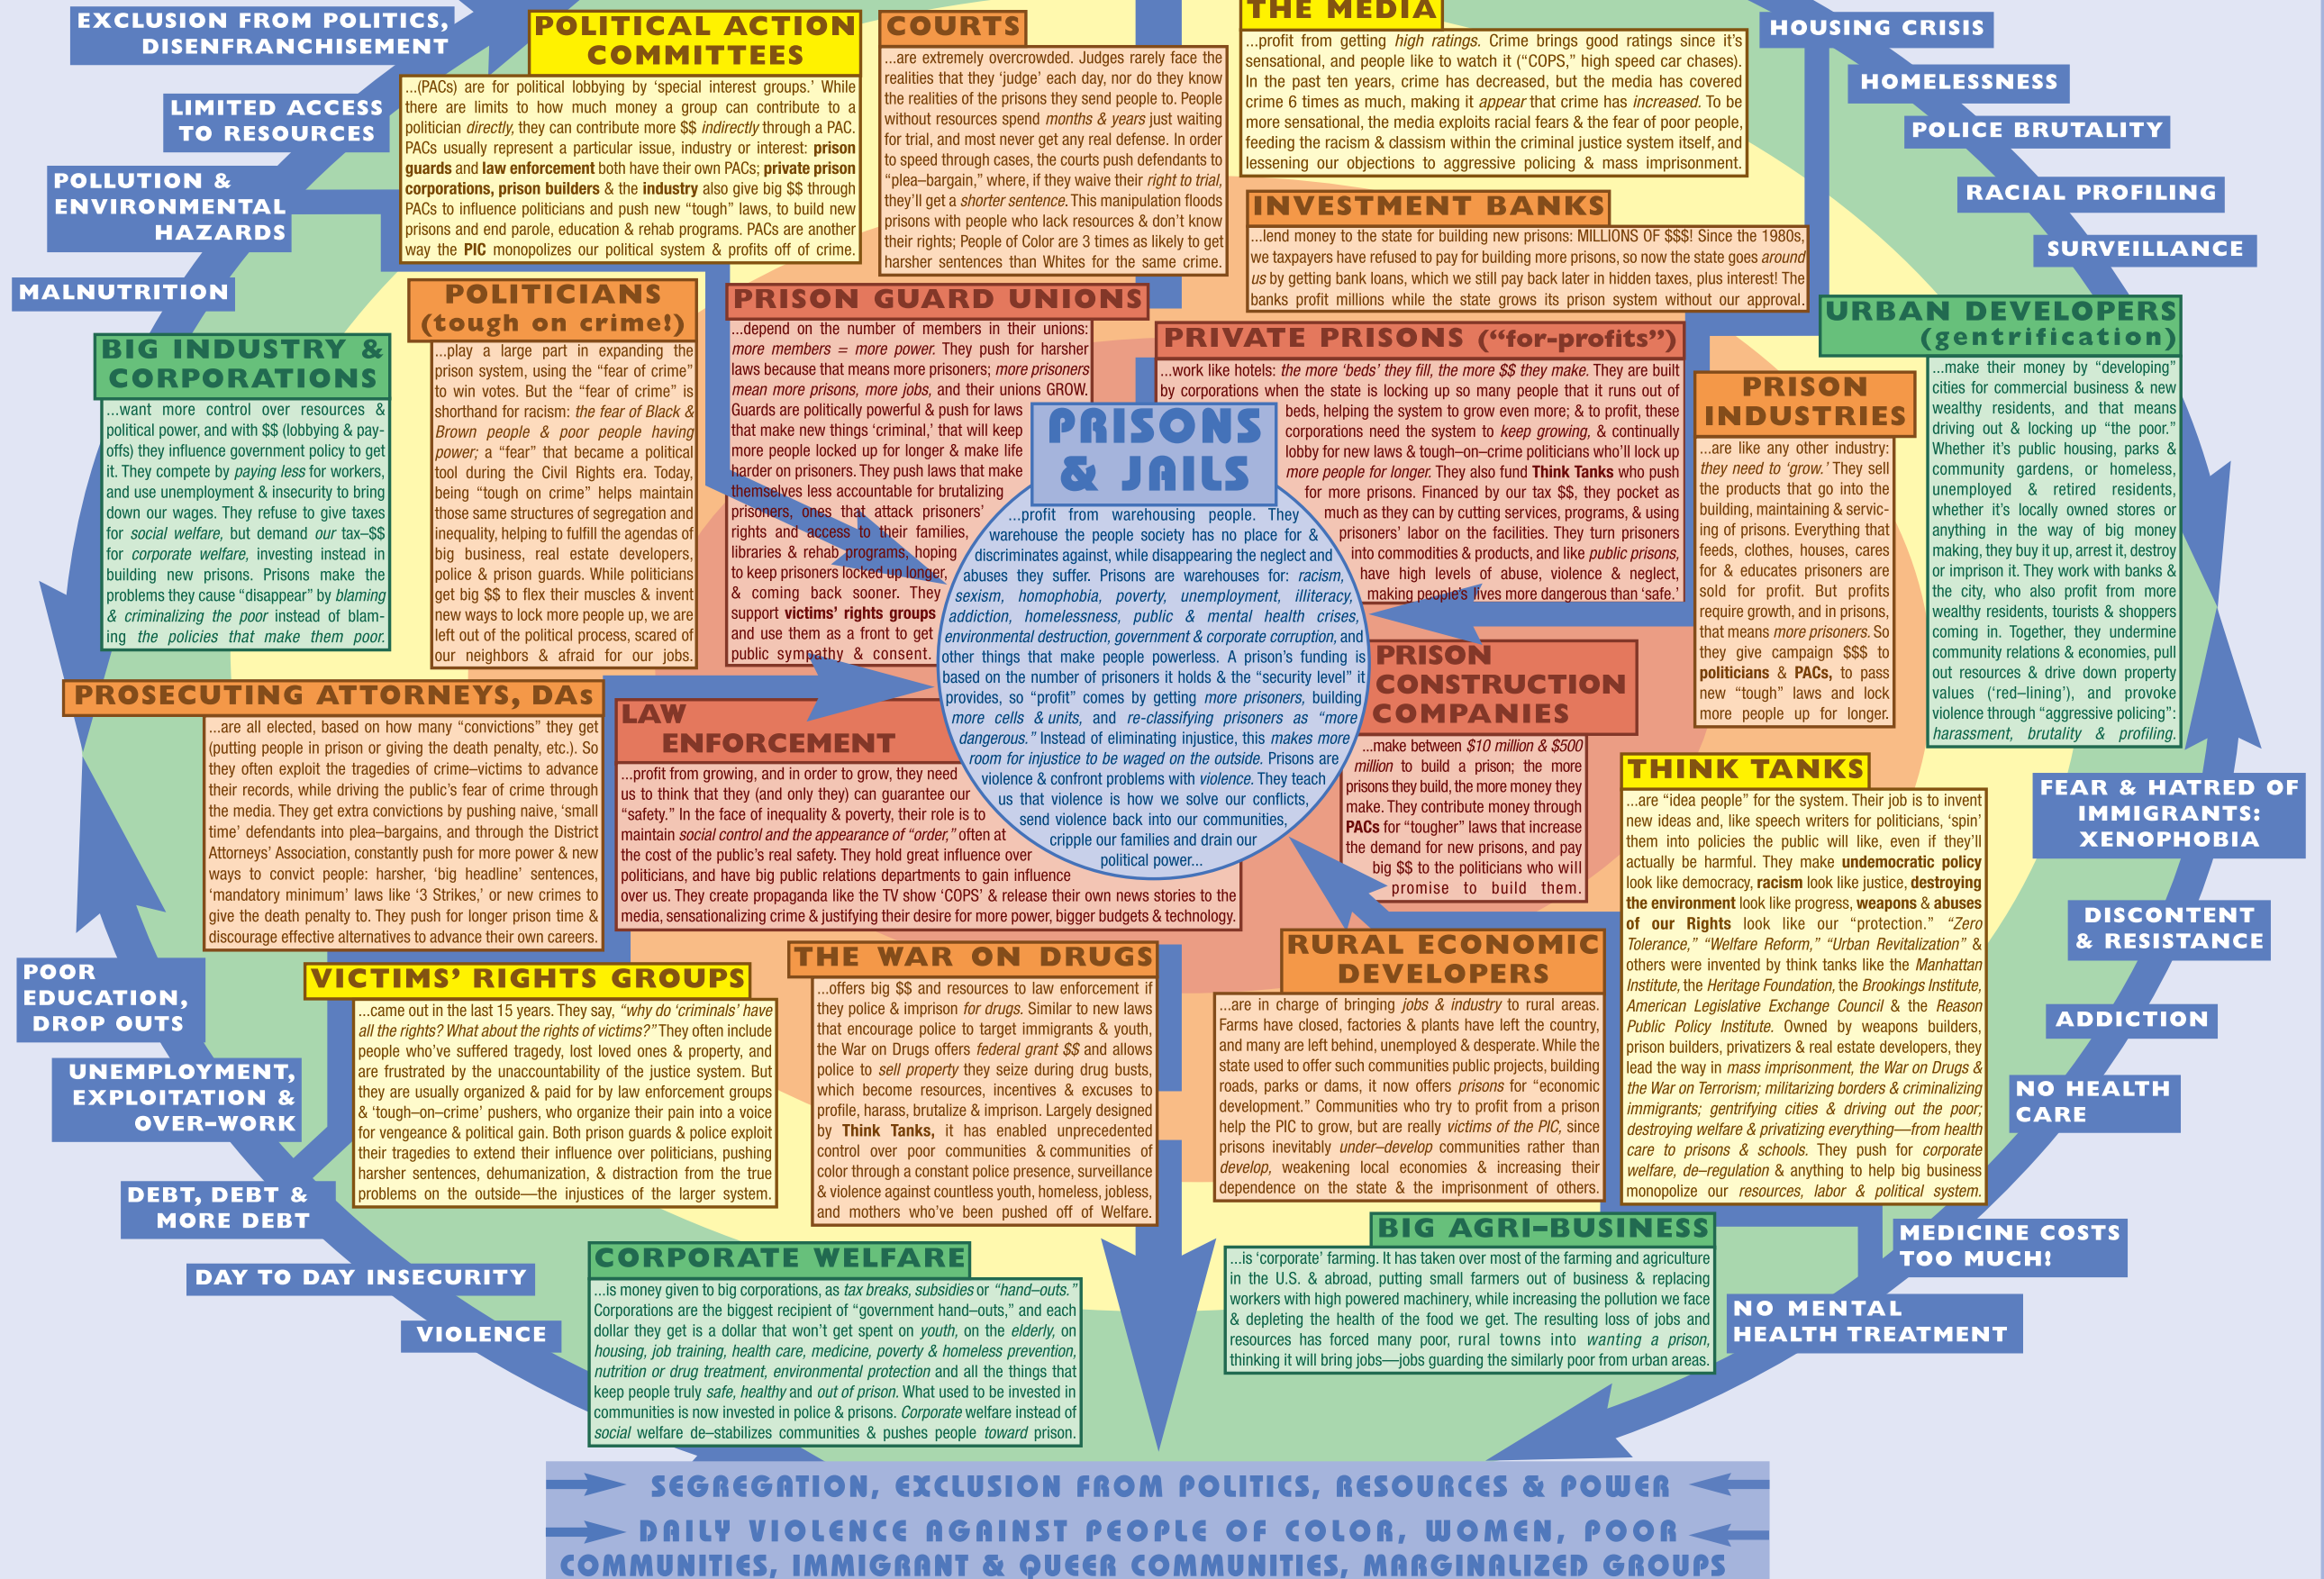 EXCLUSION FROM POLITICS,
DISENFRANCHISEMENT
LIMITED ACCESS
TO RESOURCES
POLLUTION &
ENVIRONMENTAL
HAZARDS
MALNUTRITION
POLITICAL ACTION
COMMITTEES
...(PACs) are for political lobbying by ‘special interest groups.’ While
there are limits to how much money a group can contribute to a
politician directly, they can contribute more $$ indirectly through a PAC.
PACs usually represent a particular issue, industry or interest: prison
guards and law enforcement both have their own PACs; private prison
corporations, prison builders & the industry also give big $$ through
PACs to influence politicians and push new “tough” laws, to build new
prisons and end parole, education & rehab programs. PACs are another
way the PIC monopolizes our political system & profits off of crime.
COURTS
...are extremely overcrowded. Judges rarely face the
realities that they ‘judge’ each day, nor do they know
the realities of the prisons they send people to. People
without resources spend months & years just waiting
for trial, and most never get any real defense. In order
to speed through cases, the courts push defendants to
“plea–bargain,” where, if they waive their right to trial,
they’ll get a shorter sentence. This manipulation floods
prisons with people who lack resources & don’t know
their rights; People of Color are 3 times as likely to get
harsher sentences than Whites for the same crime.
THE MEDIA
...profit from getting high ratings. Crime brings good ratings since it’s
sensational, and people like to watch it (“COPS,” high speed car chases).
In the past ten years, crime has decreased, but the media has covered
crime 6 times as much, making it appear that crime has increased. To be
more sensational, the media exploits racial fears & the fear of poor people,
feeding the racism & classism within the criminal justice system itself, and
lessening our objections to aggressive policing & mass imprisonment.
HOUSING CRISIS
HOMELESSNESS
POLICE BRUTALITY
RACIAL PROFILING
SURVEILLANCE
INVESTMENT BANKS
...lend money to the state for building new prisons: MILLIONS OF $$$! Since the 1980s,
we taxpayers have refused to pay for building more prisons, so now the state goes around
us by getting bank loans, which we still pay back later in hidden taxes, plus interest! The
banks profit millions while the state grows its prison system without our approval.
BIG INDUSTRY &
CORPORATIONS
...want more control over resources &
political power, and with $$ (lobbying & pay-
offs) they influence government policy to get
it. They compete by paying less for workers,
and use unemployment & insecurity to bring
down our wages. They refuse to give taxes
for social welfare, but demand our tax–$$
for corporate welfare, investing instead in
building new prisons. Prisons make the
problems they cause “disappear” by blaming
& criminalizing the poor instead of blam-
ing the policies that make them poor.
POLITICIANS
(tough on crime!)
...play a large part in expanding the
prison system, using the “fear of crime”
to win votes. But the “fear of crime” is
shorthand for racism: the fear of Black &
Brown people & poor people having
power; a “fear” that became a political
tool during the Civil Rights era. Today,
being “tough on crime” helps maintain
those same structures of segregation and
inequality, helping to fulfill the agendas of
big business, real estate developers,
police & prison guards. While politicians
get big $$ to flex their muscles & invent
new ways to lock more people up, we are
left out of the political process, scared of
our neighbors & afraid for our jobs.
PRISON GUARD UNIONS
...depend on the number of members in their unions:
more members = more power. They push for harsher
laws because that means more prisoners; more prisoners
mean more prisons, more jobs, and their unions GROW.
Guards are politically powerful & push for laws
that make new things ‘criminal,’ that will keep
more people locked up for longer & make life
harder on prisoners. They push laws that make
themselves less accountable for brutalizing
prisoners, ones that attack prisoners’
rights and access to their families,
libraries & rehab programs, hoping
to keep prisoners locked up longer,
& coming back sooner. They
support victims’ rights groups
and use them as a front to get
public sympathy & consent.
PRIVATE PRISONS (“for-profits”)
...work like hotels: the more ‘beds’ they fill, the more $$ they make. They are built
by corporations when the state is locking up so many people that it runs out of
beds, helping the system to grow even more; & to profit, these
corporations need the system to keep growing, & continually
lobby for new laws & tough–on–crime politicians who’ll lock up
more people for longer. They also fund Think Tanks who push
for more prisons. Financed by our tax $$, they pocket as
much as they can by cutting services, programs, & using
prisoners’ labor on the facilities. They turn prisoners
into commodities & products, and like public prisons,
have high levels of abuse, violence & neglect,
making people’s lives more dangerous than ‘safe.’
PRISON
INDUSTRIES
...are like any other industry:
they need to ‘grow.’ They sell
the products that go into the
building, maintaining & servic-
ing of prisons. Everything that
feeds, clothes, houses, cares
for & educates prisoners are
sold for profit. But profits
require growth, and in prisons,
that means more prisoners. So
they give campaign $$$ to
politicians & PACs, to pass
new “tough” laws and lock
more people up for longer.
URBAN DEVELOPERS
(gentrification)
...make their money by “developing”
cities for commercial business & new
wealthy residents, and that means
driving out & locking up “the poor.”
Whether it’s public housing, parks &
community gardens, or homeless,
unemployed & retired residents,
whether it’s locally owned stores or
anything in the way of big money
making, they buy it up, arrest it, destroy
or imprison it. They work with banks &
the city, who also profit from more
wealthy residents, tourists & shoppers
coming in. Together, they undermine
community relations & economies, pull
out resources & drive down property
values (‘red–lining’), and provoke
violence through “aggressive policing”:
harassment, brutality & profiling.
PRISONS
& JAILS
...profit from warehousing people. They
warehouse the people society has no place for &
discriminates against, while disappearing the neglect and
abuses they suffer. Prisons are warehouses for: racism,
sexism, homophobia, poverty, unemployment, illiteracy,
addiction, homelessness, public & mental health crises,
environmental destruction, government & corporate corruption, and
other things that make people powerless. A prison’s funding is
based on the number of prisoners it holds & the “security level” it
provides, so “profit” comes by getting more prisoners, building
more cells & units, and re-classifying prisoners as “more
dangerous.” Instead of eliminating injustice, this makes more
room for injustice to be waged on the outside. Prisons are
violence & confront problems with violence. They teach
us that violence is how we solve our conflicts,
send violence back into our communities,
cripple our families and drain our
political power...
PROSECUTING ATTORNEYS, DAs
...are all elected, based on how many “convictions” they get
(putting people in prison or giving the death penalty, etc.). So
they often exploit the tragedies of crime–victims to advance
their records, while driving the public’s fear of crime through
the media. They get extra convictions by pushing naive, ‘small
time’ defendants into plea–bargains, and through the District
Attorneys’ Association, constantly push for more power & new
ways to convict people: harsher, ‘big headline’ sentences,
‘mandatory minimum’ laws like ‘3 Strikes,’ or new crimes to
give the death penalty to. They push for longer prison time &
discourage effective alternatives to advance their own careers.
LAW
ENFORCEMENT
...profit from growing, and in order to grow, they need
us to think that they (and only they) can guarantee our
“safety.” In the face of inequality & poverty, their role is to
maintain social control and the appearance of “order,” often at
the cost of the public’s real safety. They hold great influence over
politicians, and have big public relations departments to gain influence
over us. They create propaganda like the TV show ‘COPS’ & release their own news stories to the
media, sensationalizing crime & justifying their desire for more power, bigger budgets & technology.
PRISON
CONSTRUCTION
COMPANIES
...make between $10 million & $500
million to build a prison; the more
prisons they build, the more money they
make. They contribute money through
PACs for “tougher” laws that increase
the demand for new prisons, and pay
big $$ to the politicians who will
promise to build them.
THINK TANKS
...are “idea people” for the system. Their job is to invent
new ideas and, like speech writers for politicians, ‘spin’
them into policies the public will like, even if they’ll
actually be harmful. They make undemocratic policy
look like democracy, racism look like justice, destroying
the environment look like progress, weapons & abuses
of our Rights look like our “protection.” “Zero
Tolerance,” “Welfare Reform,” “Urban Revitalization” &
others were invented by think tanks like the Manhattan
Institute, the Heritage Foundation, the Brookings Institute,
American Legislative Exchange Council & the Reason
Public Policy Institute. Owned by weapons builders,
prison builders, privatizers & real estate developers, they
lead the way in mass imprisonment, the War on Drugs &
the War on Terrorism; militarizing borders & criminalizing
immigrants; gentrifying cities & driving out the poor;
destroying welfare & privatizing everything—from health
care to prisons & schools. They push for corporate
welfare, de–regulation & anything to help big business
monopolize our resources, labor & political system.
FEAR & HATRED OF
IMMIGRANTS:
XENOPHOBIA
DISCONTENT
& RESISTANCE
ADDICTION
NO HEALTH
CARE
MEDICINE COSTS
TOO MUCH!
NO MENTAL
HEALTH TREATMENT
POOR
EDUCATION,
DROP OUTS
UNEMPLOYMENT,
EXPLOITATION &
OVER–WORK
DEBT, DEBT &
MORE DEBT
DAY TO DAY INSECURITY
VIOLENCE
VICTIMS’ RIGHTS GROUPS
...came out in the last 15 years. They say, “why do ‘criminals’ have
all the rights? What about the rights of victims?” They often include
people who’ve suffered tragedy, lost loved ones & property, and
are frustrated by the unaccountability of the justice system. But
they are usually organized & paid for by law enforcement groups
& ‘tough–on–crime’ pushers, who organize their pain into a voice
for vengeance & political gain. Both prison guards & police exploit
their tragedies to extend their influence over politicians, pushing
harsher sentences, dehumanization, & distraction from the true
problems on the outside—the injustices of the larger system.
THE WAR ON DRUGS
...offers big $$ and resources to law enforcement if
they police & imprison for drugs. Similar to new laws
that encourage police to target immigrants & youth,
the War on Drugs offers federal grant $$ and allows
police to sell property they seize during drug busts,
which become resources, incentives & excuses to
profile, harass, brutalize & imprison. Largely designed
by Think Tanks, it has enabled unprecedented
control over poor communities & communities of
color through a constant police presence, surveillance
& violence against countless youth, homeless, jobless,
and mothers who’ve been pushed off of Welfare.
RURAL ECONOMIC
DEVELOPERS
...are in charge of bringing jobs & industry to rural areas.
Farms have closed, factories & plants have left the country,
and many are left behind, unemployed & desperate. While the
state used to offer such communities public projects, building
roads, parks or dams, it now offers prisons for “economic
development.” Communities who try to profit from a prison
help the PIC to grow, but are really victims of the PIC, since
prisons inevitably under–develop communities rather than
develop, weakening local economies & increasing their
dependence on the state & the imprisonment of others.
CORPORATE WELFARE
...is money given to big corporations, as tax breaks, subsidies or “hand–outs.”
Corporations are the biggest recipient of “government hand–outs,” and each
dollar they get is a dollar that won’t get spent on youth, on the elderly, on
housing, job training, health care, medicine, poverty & homeless prevention,
nutrition or drug treatment, environmental protection and all the things that
keep people truly safe, healthy and out of prison. What used to be invested in
communities is now invested in police & prisons. Corporate welfare instead of
social welfare de–stabilizes communities & pushes people toward prison.
BIG AGRI–BUSINESS
...is ‘corporate’ farming. It has taken over most of the farming and agriculture
in the U.S. & abroad, putting small farmers out of business & replacing
workers with high powered machinery, while increasing the pollution we face
& depleting the health of the food we get. The resulting loss of jobs and
resources has forced many poor, rural towns into wanting a prison,
thinking it will bring jobs—jobs guarding the similarly poor from urban areas.
SEGREGATION, EXCLUSION FROM POLITICS, RESOURCES & POWER
DAILY VIOLENCE AGAINST PEOPLE OF COLOR, WOMEN, POOR
COMMUNITIES, IMMIGRANT & QUEER COMMUNITIES, MARGINALIZED GROUPS